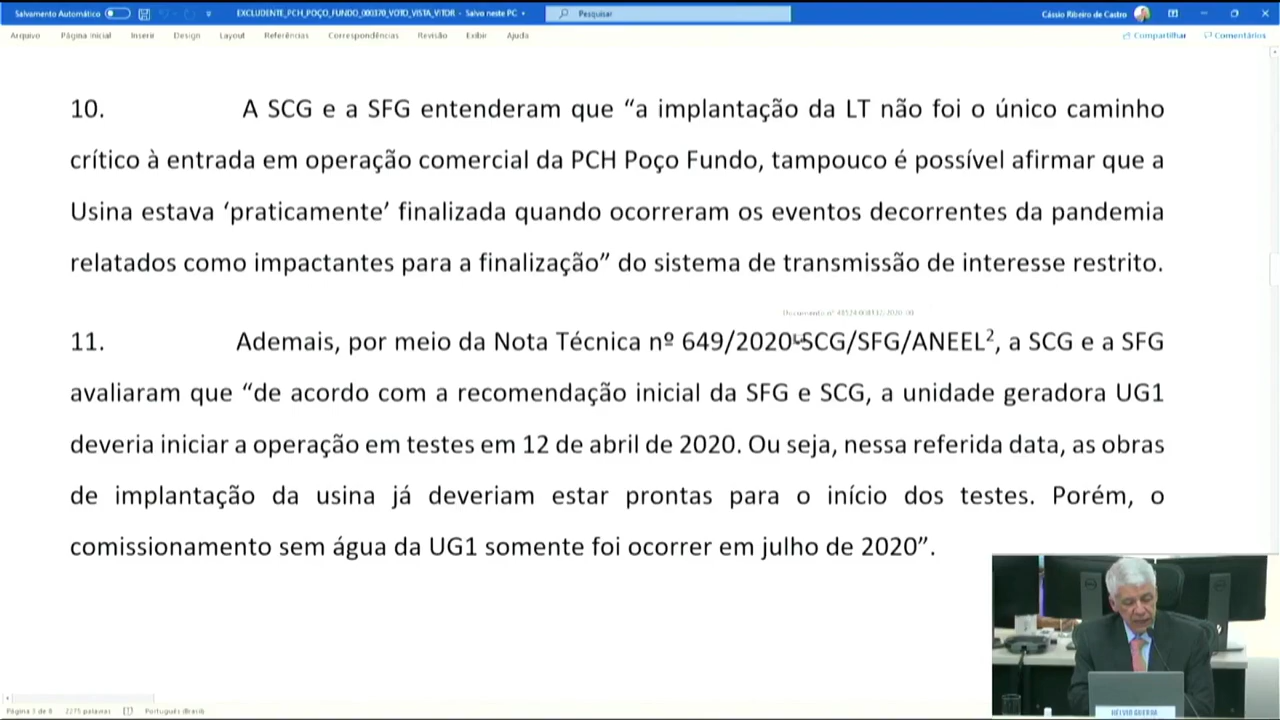 Salvamento Automático
EXCLUDENTE_PCH_POÇO_FUNDO_000370_VOTO_VISTA_VITOR - Salvo neste PC
Pesquisar
Cássio Ribeiro de Castro
Arquivo Página Inicial Inserir Design Layout Referências Correspondências Revisão Exibir Ajuda
Compartilhar Comentários
10. A SCG e a SFG entenderam que “a implantação da LT não foi o único caminho
crítico à entrada em operação comercial da PCH Poço Fundo, tampouco é possível afirmar que a
Usina estava ‘praticamente’ finalizada quando ocorreram os eventos decorrentes da pandemia
relatados como impactantes para a finalização” do sistema de transmissão de interesse restrito.
11. Ademais, por meio da Nota Técnica nº 649/2020-SCG/SFG/ANEEL², a SCG e a SFG
avaliaram que “de acordo com a recomendação inicial da SFG e SCG, a unidade geradora UG1
deveria iniciar a operação em testes em 12 de abril de 2020. Ou seja, nessa referida data, as obras
de implantação da usina já deveriam estar prontas para o início dos testes. Porém, o
comissionamento sem água da UG1 somente foi ocorrer em julho de 2020”.
HÉLVIO GUERRA
2275 palavras
Português (Brasil)